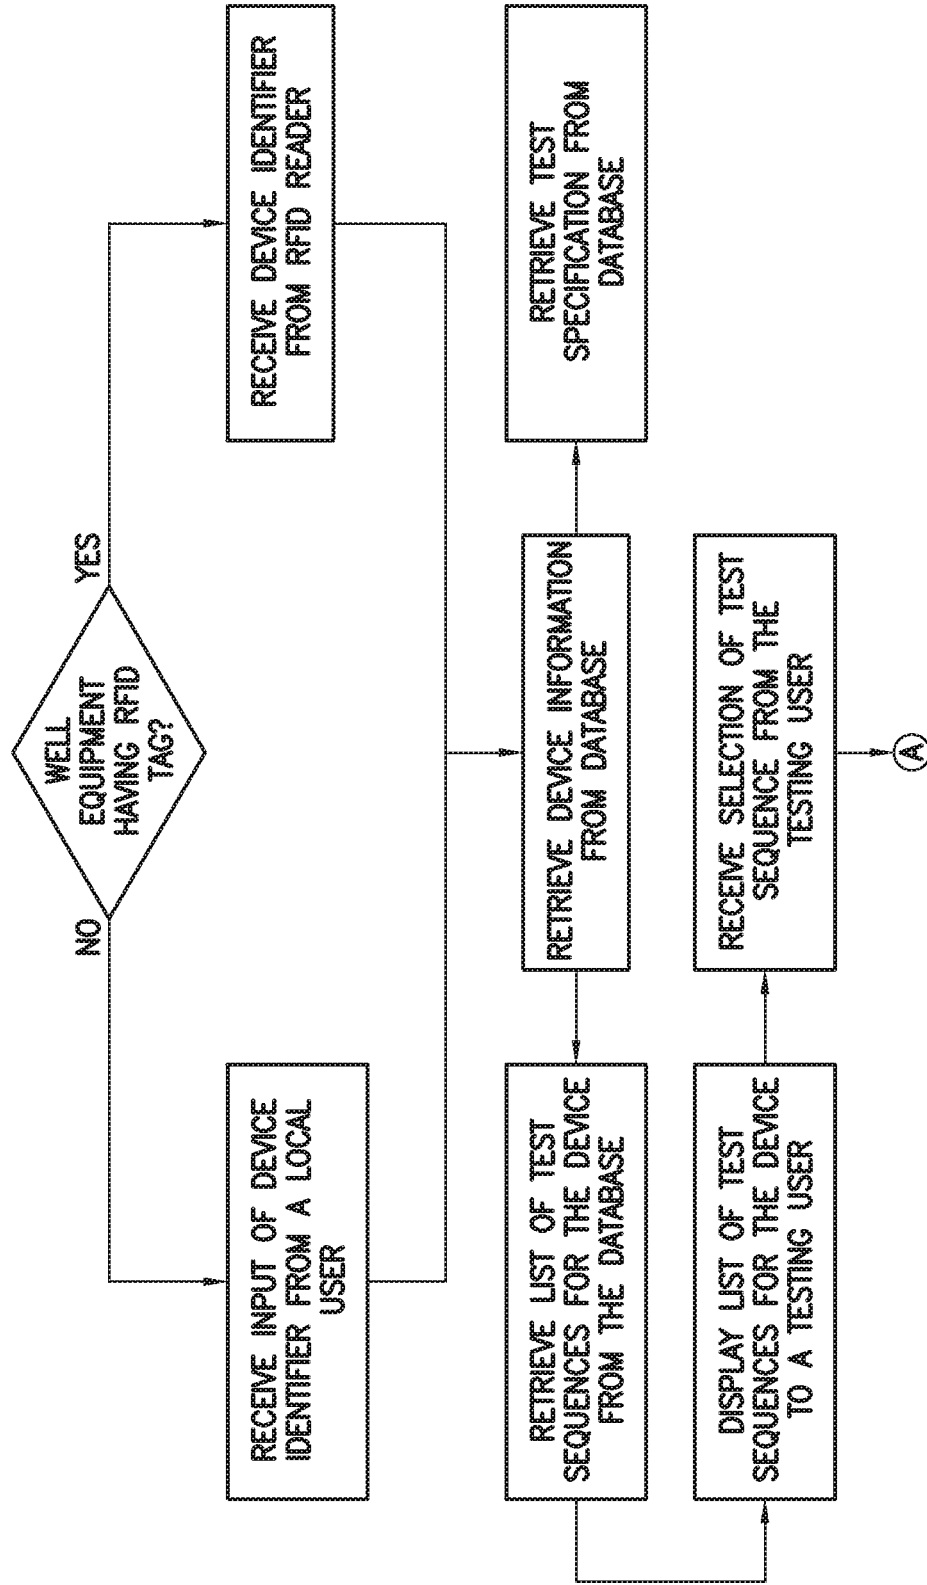 WELL
EQUIPMENT
HAVING RFID
TAG?
NO
YES
RECEIVE INPUT OF DEVICE
IDENTIFIER FROM A LOCAL
USER
RECEIVE DEVICE IDENTIFIER
FROM RFID READER
RETRIEVE DEVICE INFORMATION
FROM DATABASE
RETRIEVE TEST
SPECIFICATION FROM
DATABASE
RETRIEVE LIST OF TEST
SEQUENCES FOR THE DEVICE
FROM THE DATABASE
DISPLAY LIST OF TEST
SEQUENCES FOR THE DEVICE
TO A TESTING USER
RECEIVE SELECTION OF TEST
SEQUENCE FROM THE
TESTING USER
A